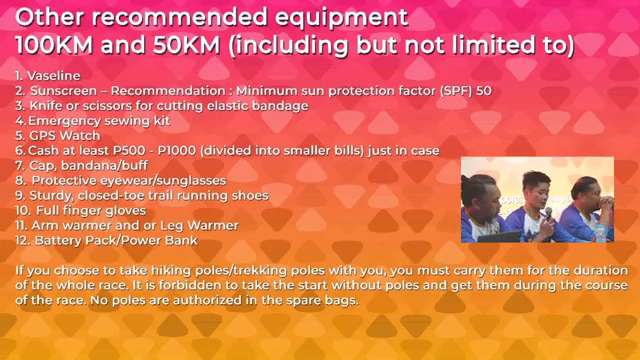 Other recommended equipment
100KM and 50KM (including but not limited to)
1. Vaseline
2. Sunscreen – Recommendation : Minimum sun protection factor (SPF) 50
3. Knife or scissors for cutting elastic bandage
4. Emergency sewing kit
5. GPS Watch
6. Cash at least P500 - P1000 (divided into smaller bills) just in case
7. Cap, bandana/buff
8. Protective eyewear/sunglasses
9. Sturdy, closed-toe trail running shoes
10. Full finger gloves
11. Arm warmer and or Leg Warmer
12. Battery Pack/Power Bank
If you choose to take hiking poles/trekking poles with you, you must carry them for the duration
of the whole race. It is forbidden to take the start without poles and get them during the course
of the race. No poles are authorized in the spare bags.